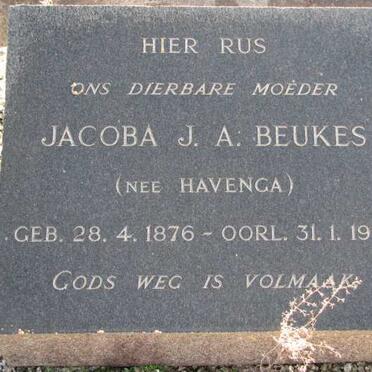 HIER RUS
ONS DIERBARE MOEDER
JACOBA J. A. BEUKES
(NEE HAVENGA)
GEB. 28. 4. 1876 - OORL. 31. 1. 19
GODS WEG IS VOLMAAK